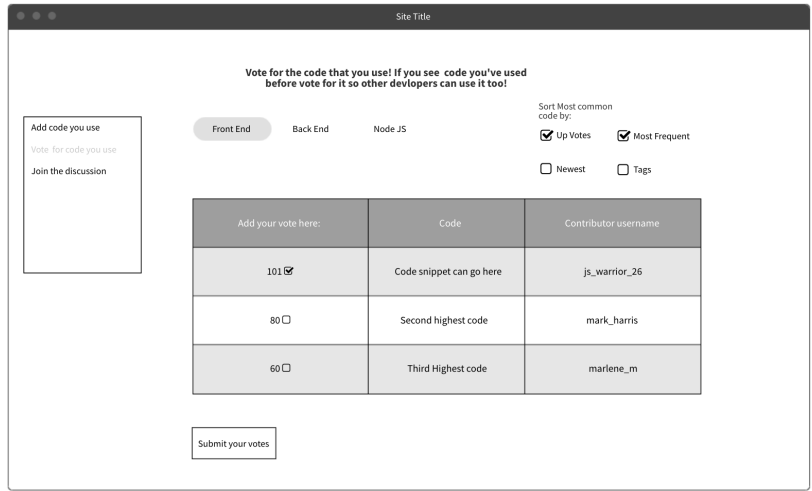 Site Title
Vote for the code that you use! If you see code you've used
before vote for it so other devlopers can use it too!
Sort Most common
code by:
Add code you use
Front End
Back End
Node JS
Up Votes
Most Frequent
Vote for code you use
Join the discussion
Newest
Tags
Add your vote here:
Code
Contributor username
101
Code snippet can go here
js_warrior_26
80
Second highest code
mark_harris
60
Third Highest code
marlene_m
Submit your votes